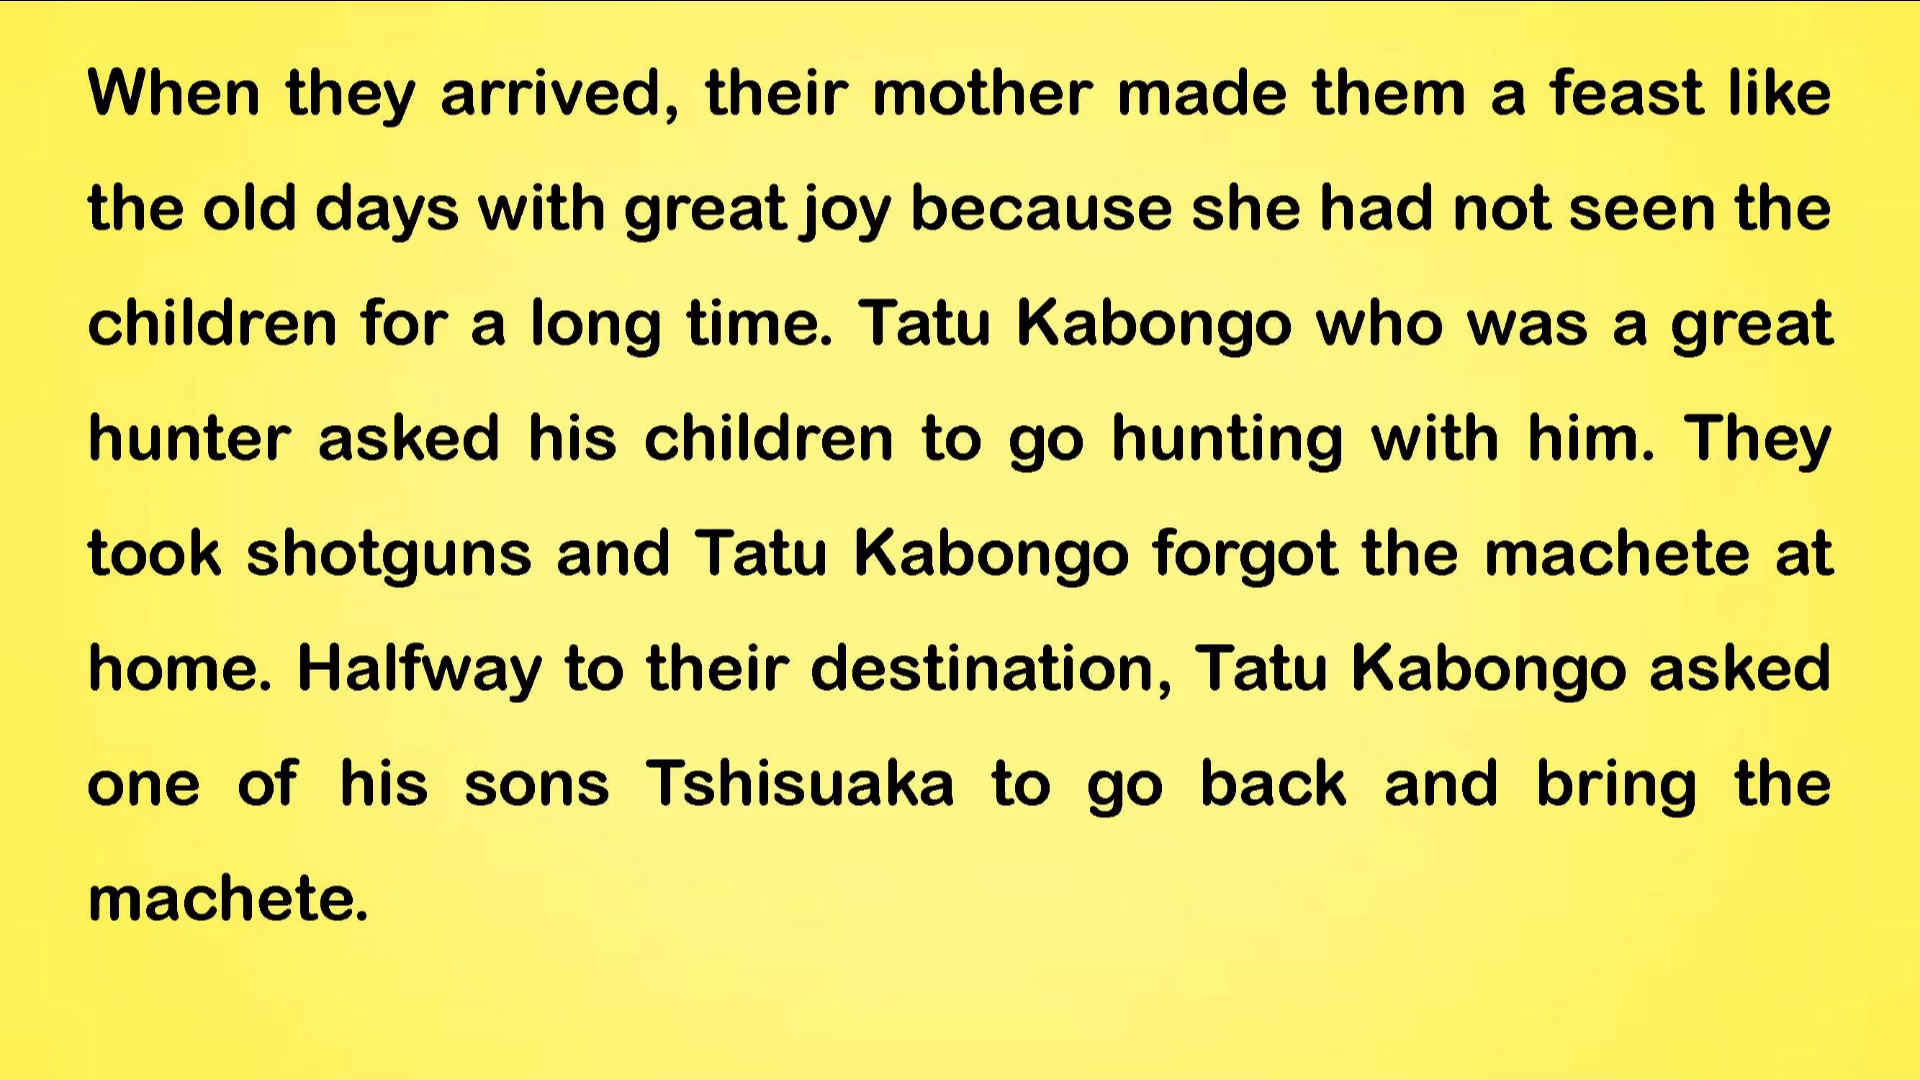 When they arrived, their mother made them a feast like
the old days with great joy because she had not seen the
children for a long time. Tatu Kabongo who was a great
hunter asked his children to go hunting with him. They
took shotguns and Tatu Kabongo forgot the machete at
home. Halfway to their destination, Tatu Kabongo asked
one of his sons Tshisuaka to go back and bring the
machete.